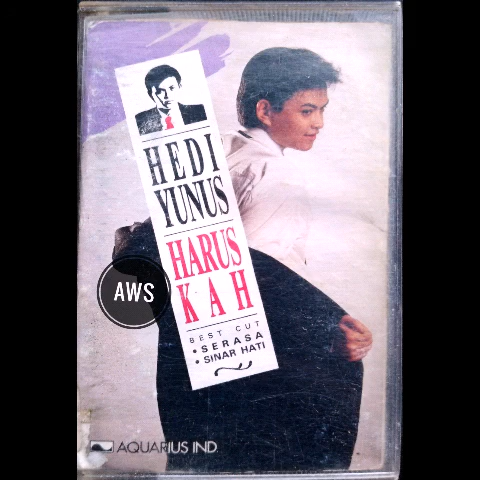 HEDI
YUNUS
HARUS
KAH
BEST CUT
• SERASA
• SINAR HATI
AWS
AQUARIUS IND.